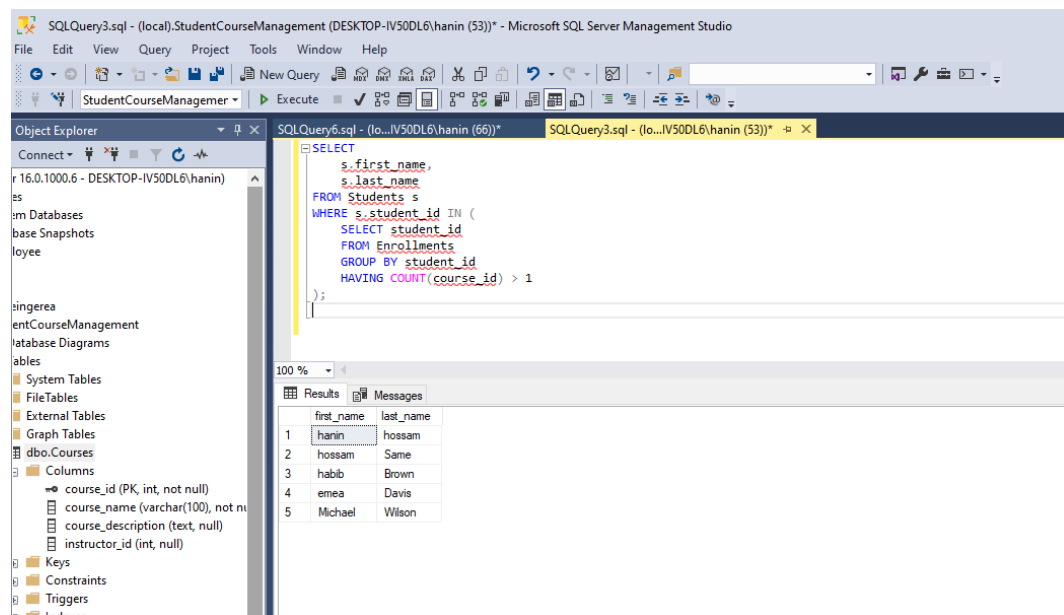 SQLQuery3.sql - (local).StudentCourseManagement (DESKTOP-IV50DL6\hanin (53))* - Microsoft SQL Server Management Studio
File Edit View Query Project Tools Window Help
New Query MDX DMX XMLA DAX
StudentCourseManagemer Execute
Object Explorer
Connect
r 16.0.1000.6 - DESKTOP-IV50DL6\hanin)
es
em Databases
base Snapshots
loyee
eingerea
entCourseManagement
Database Diagrams
ables
System Tables
FileTables
External Tables
Graph Tables
dbo.Courses
Columns
course_id (PK, int, not null)
course_name (varchar(100), not nu
course_description (text, null)
instructor_id (int, null)
Keys
Constraints
Triggers
SQLQuery6.sql - (lo...IV50DL6\hanin (66))* SQLQuery3.sql - (lo...IV50DL6\hanin (53))*
SELECT
s.first_name,
s.last_name
FROM Students s
WHERE s.student_id IN (
SELECT student_id
FROM Enrollments
GROUP BY student_id
HAVING COUNT(course_id) > 1
);
100 %
Results Messages
first_name last_name
1 hanin hossam
2 hossam Same
3 habib Brown
4 emea Davis
5 Michael Wilson